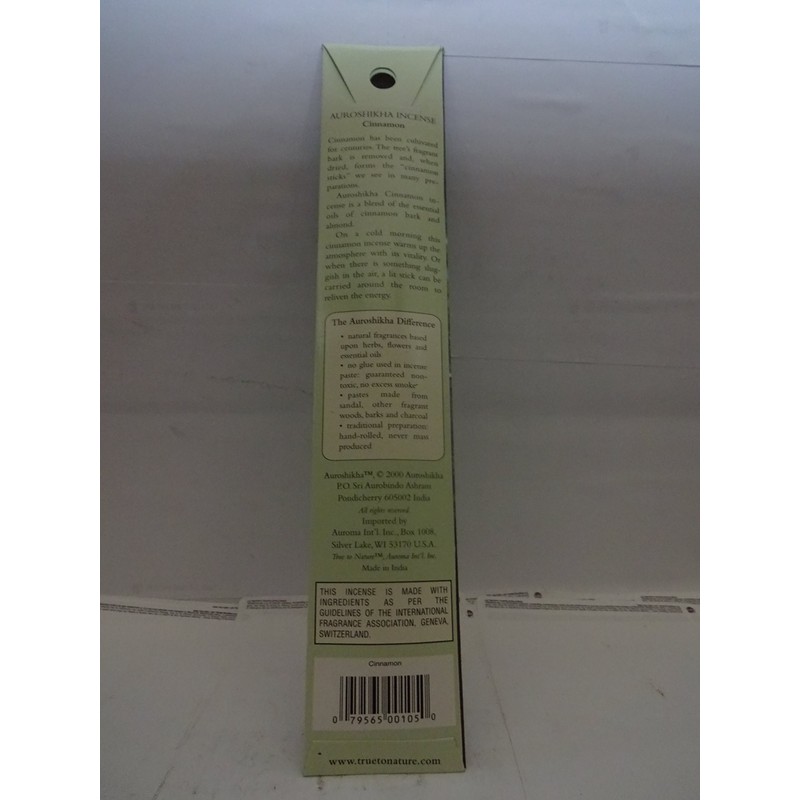 AUROSHIKHA INCENSE
Cinnamon
Cinnamon has been cultivated
for centuries. The tree's fragrant
bark is removed and, when
dried, forms the "cinnamon
sticks" we see in many pre-
parations.
Auroshikha Cinnamon in-
cense is a blend of the essential
oils of cinnamon bark and
almond.
On a cold morning this
cinnamon incense warms up the
atmosphere with its vitality. Or
when there is something slug-
gish in the air, a lit stick can be
carried around the room to
reliven the energy.
The Auroshikha Difference
• natural fragrances based
upon herbs, flowers and
essential oils
• no glue used in incense
paste: guaranteed non-
toxic, no excess smoke
• pastes made from
sandal, other fragrant
woods, barks and charcoal
• traditional preparation:
hand-rolled, never mass
produced
Auroshikha™, © 2000 Auroshikha
P.O. Sri Aurobindo Ashram
Pondicherry 605002 India
All rights reserved
Imported by
Auroma Int'l. Inc., Box 1008,
Silver Lake, WI 53170 U.S.A.
True to Nature™, Auroma Int'l. Inc.
Made in India
THIS INCENSE IS MADE WITH
INGREDIENTS AS PER THE
GUIDELINES OF THE INTERNATIONAL
FRAGRANCE ASSOCIATION, GENEVA,
SWITZERLAND.
Cinnamon
0 79565 00105 0
www.truetonature.com